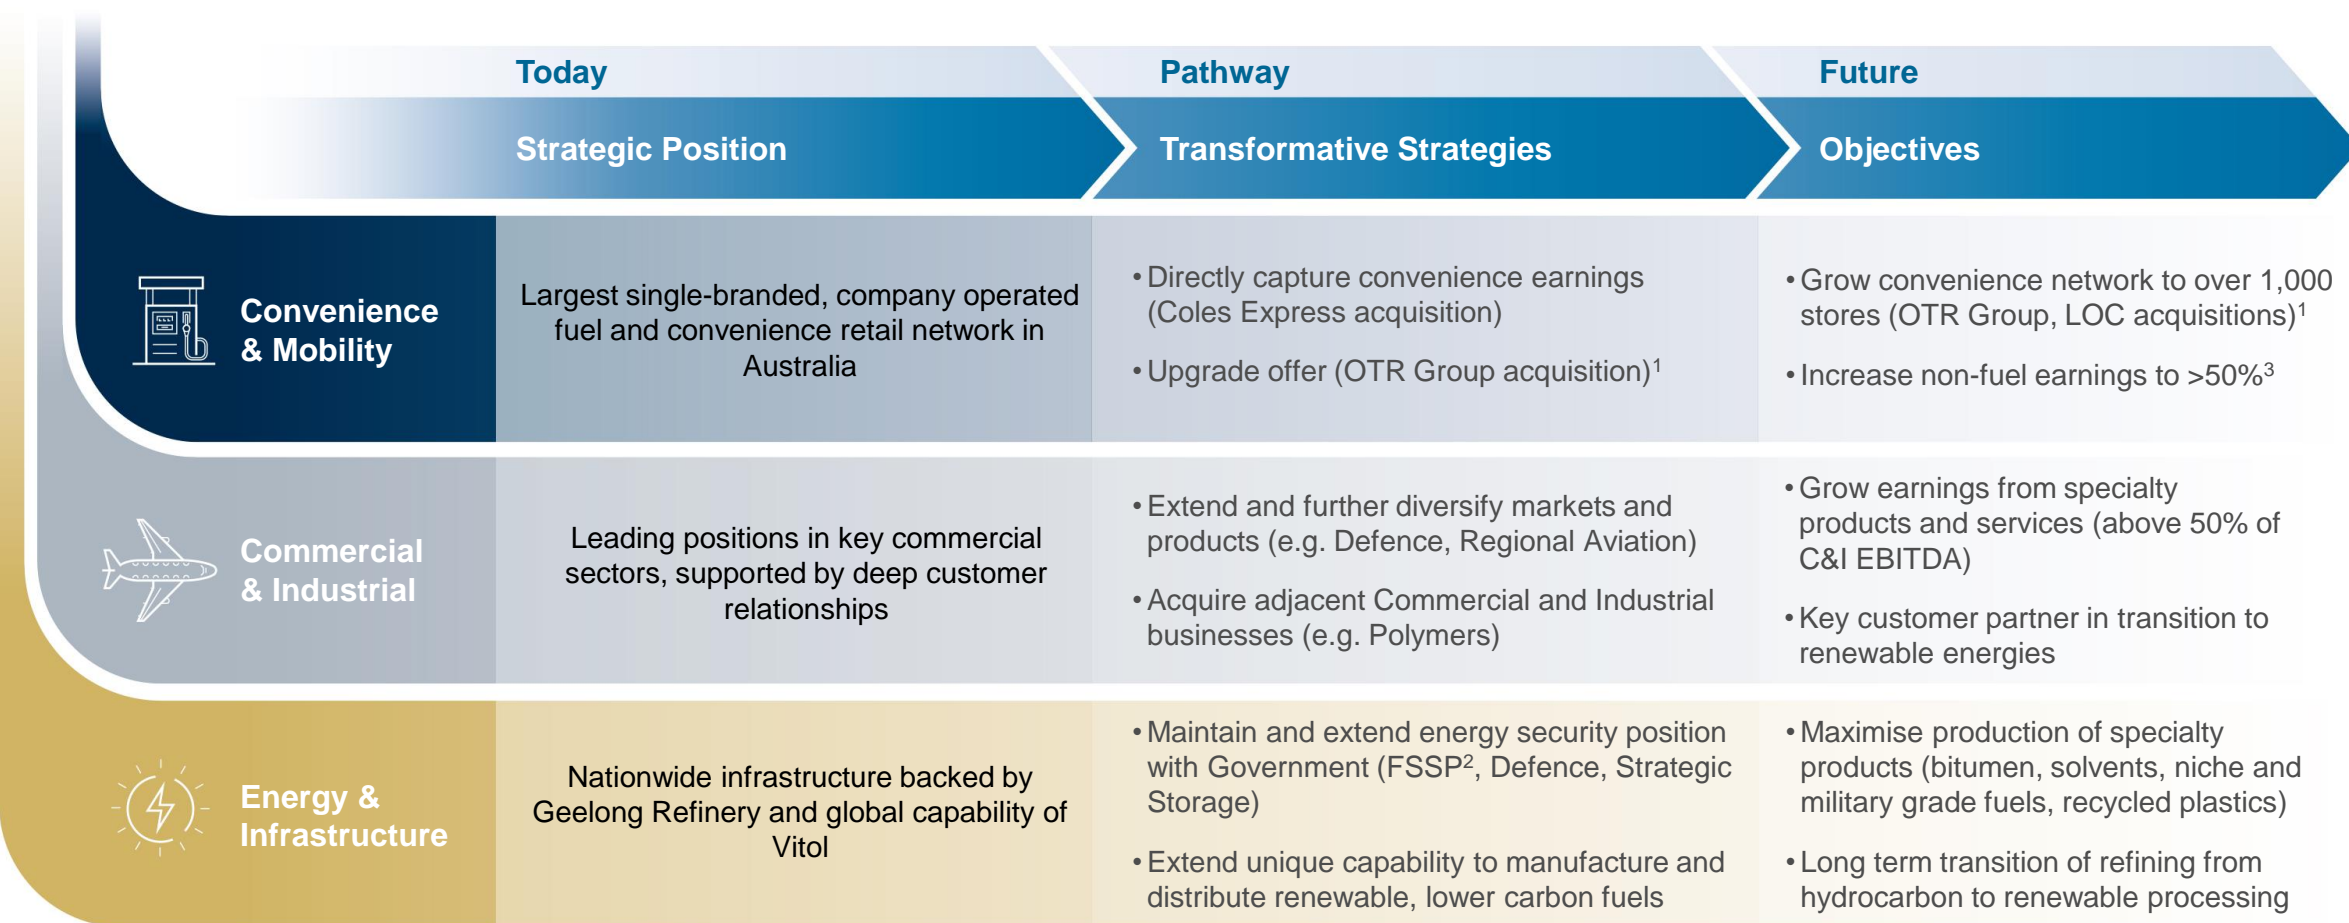 Today
Pathway
Future
Strategic Position
Transformative Strategies
Objectives
Convenience
& Mobility
Largest single-branded, company operated
fuel and convenience retail network in
Australia
• Directly capture convenience earnings
(Coles Express acquisition)
• Upgrade offer (OTR Group acquisition)¹
• Grow convenience network to over 1,000
stores (OTR Group, LOC acquisitions)¹
• Increase non-fuel earnings to >50%³
Commercial
& Industrial
Leading positions in key commercial
sectors, supported by deep customer
relationships
• Extend and further diversify markets and
products (e.g. Defence, Regional Aviation)
• Acquire adjacent Commercial and Industrial
businesses (e.g. Polymers)
• Grow earnings from specialty
products and services (above 50% of
C&I EBITDA)
• Key customer partner in transition to
renewable energies
Energy &
Infrastructure
Nationwide infrastructure backed by
Geelong Refinery and global capability of
Vitol
• Maintain and extend energy security position
with Government (FSSP², Defence, Strategic
Storage)
• Extend unique capability to manufacture and
distribute renewable, lower carbon fuels
• Maximise production of specialty
products (bitumen, solvents, niche and
military grade fuels, recycled plastics)
• Long term transition of refining from
hydrocarbon to renewable processing